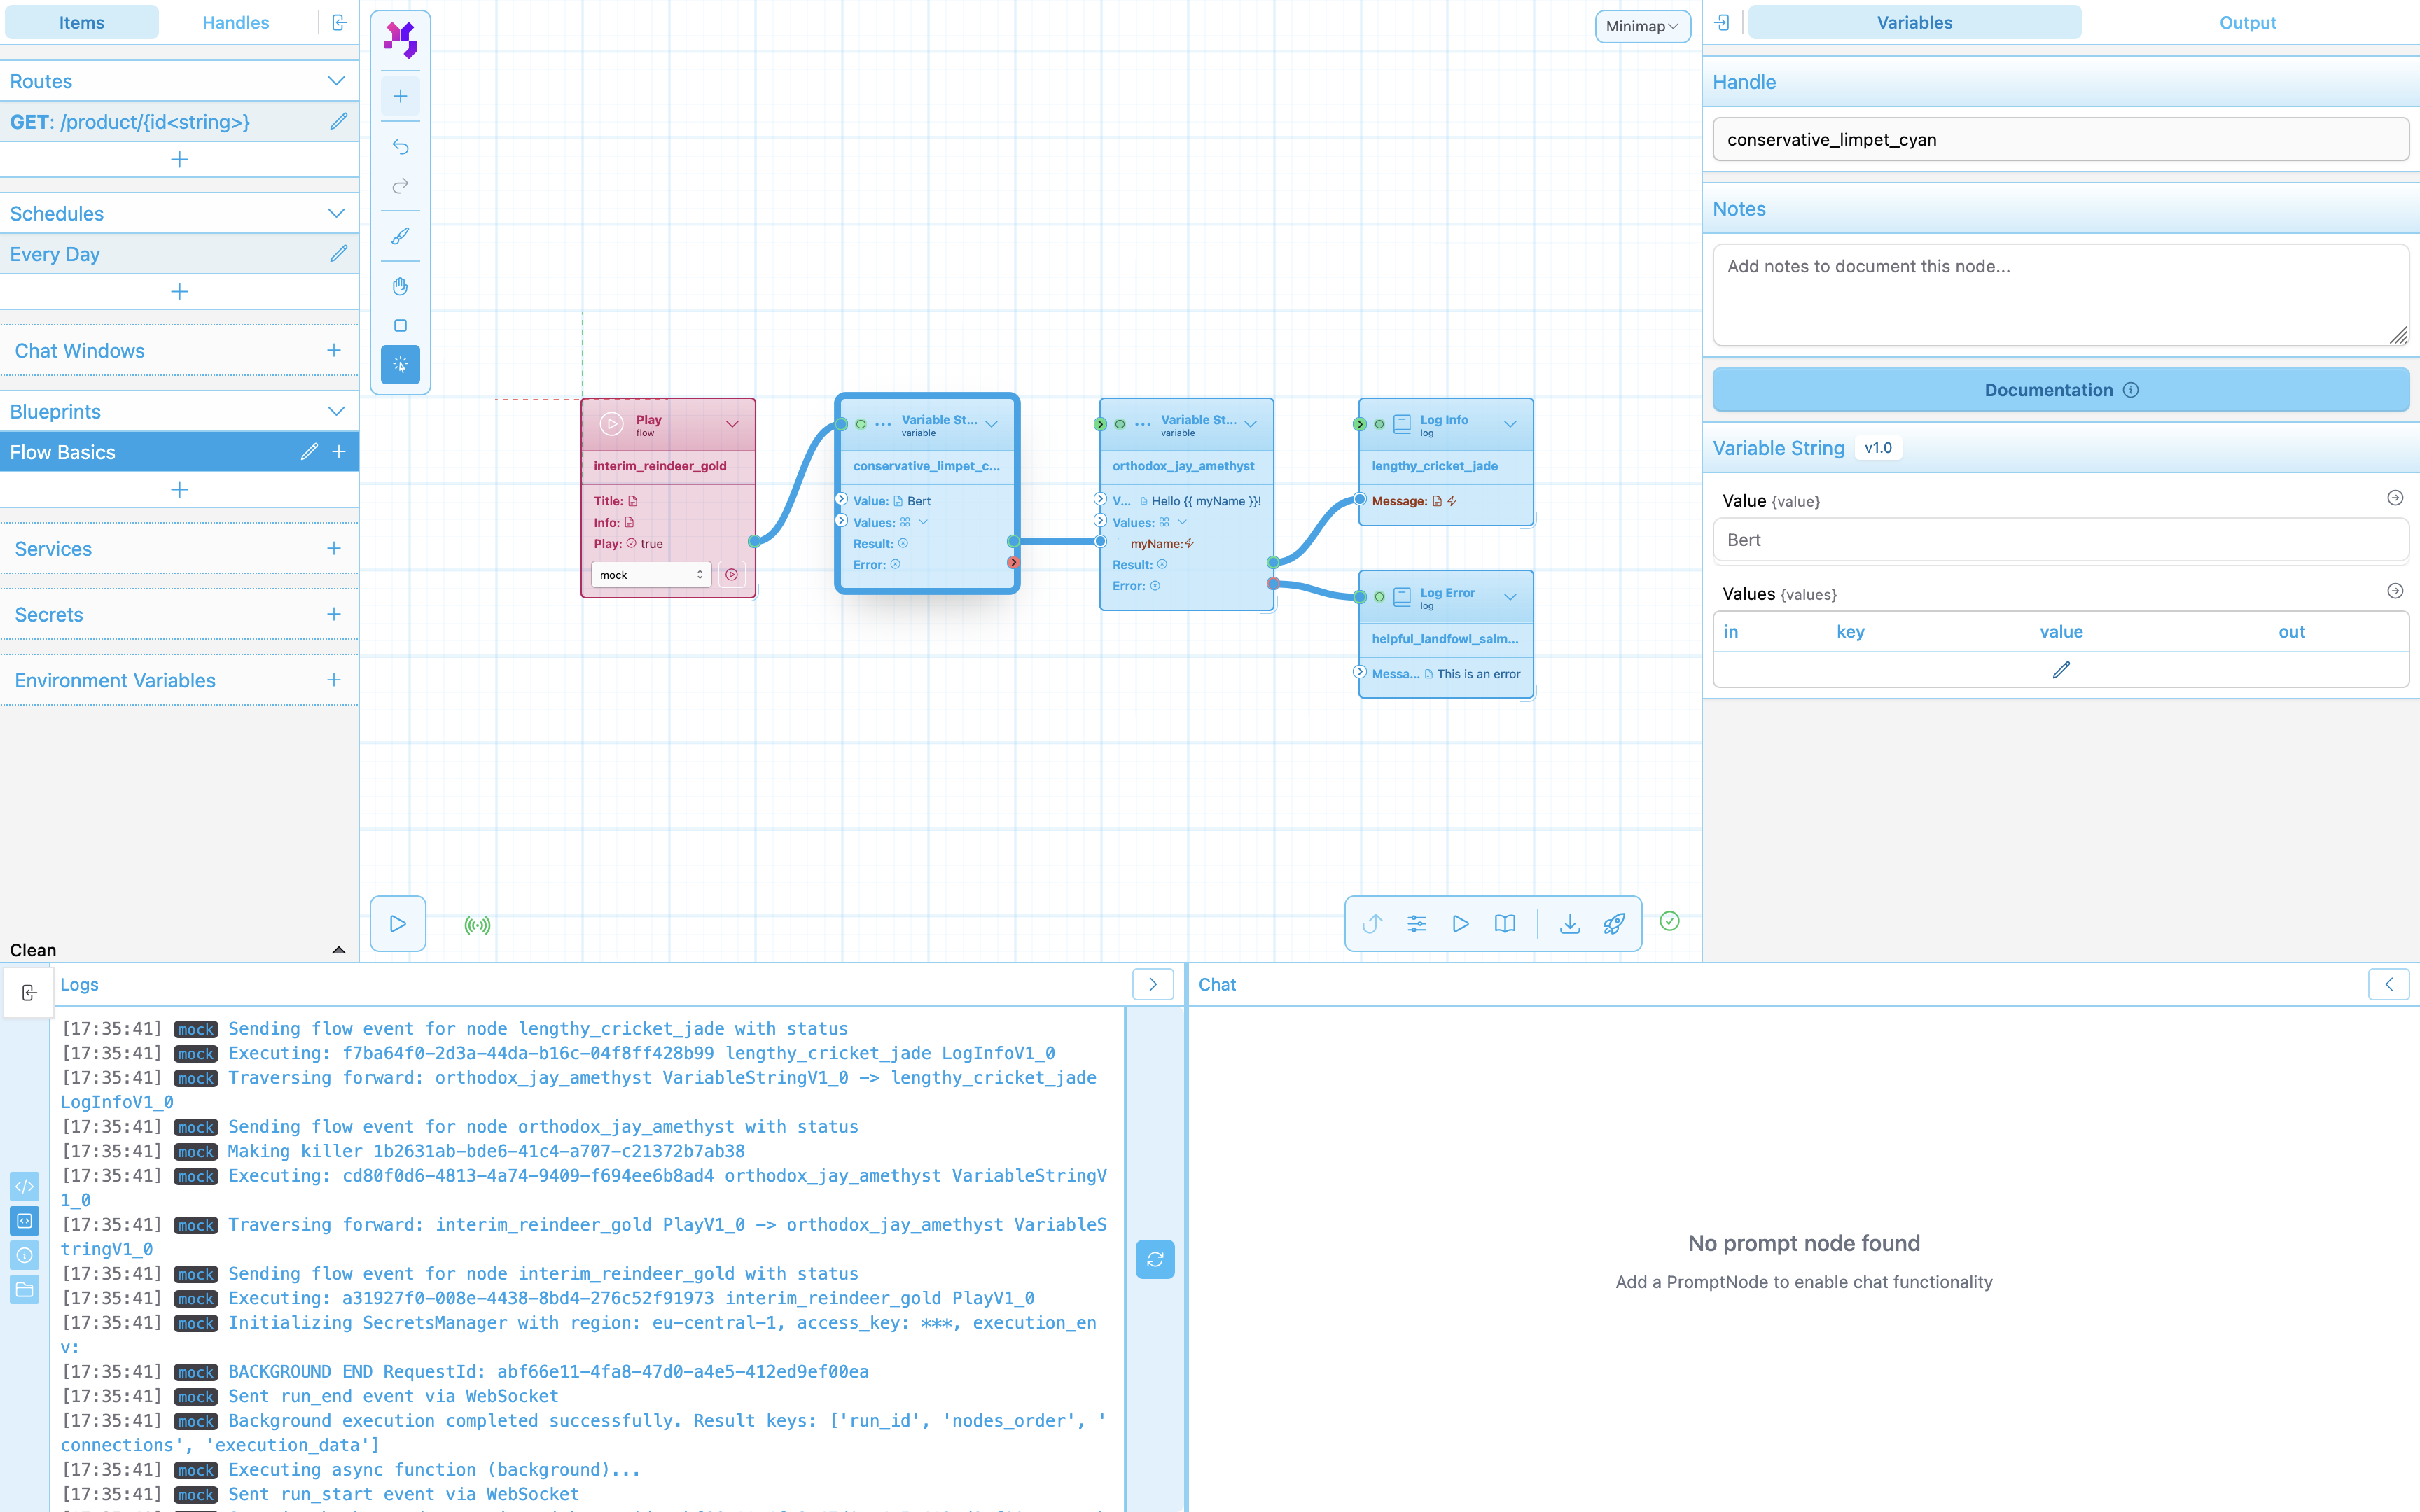 Items
Handles
Routes
GET: /product/{id<string>}
Schedules
Every Day
Chat Windows
Blueprints
Flow Basics
Services
Secrets
Environment Variables
Clean
Minimap
Play
flow
interim_reindeer_gold
Title:
Info:
Play: true
mock
Variable St...
variable
conservative_limpet_c...
Value: Bert
Values:
Result:
Error:
Variable St...
variable
orthodox_jay_amethyst
V... Hello {{ myName }}!
Values:
myName:
Result:
Error:
Log Info
log
lengthy_cricket_jade
Message:
Log Error
log
helpful_landfowl_salm...
Messa... This is an error
Variables
Output
Handle
conservative_limpet_cyan
Notes
Add notes to document this node...
Documentation
Variable String v1.0
Value {value}
Bert
Values {values}
in key value out
Logs
[17:35:41] mock Sending flow event for node lengthy_cricket_jade with status
[17:35:41] mock Executing: f7ba64f0-2d3a-44da-b16c-04f8ff428b99 lengthy_cricket_jade LogInfoV1_0
[17:35:41] mock Traversing forward: orthodox_jay_amethyst VariableStringV1_0 -> lengthy_cricket_jade
LogInfoV1_0
[17:35:41] mock Sending flow event for node orthodox_jay_amethyst with status
[17:35:41] mock Making killer 1b2631ab-bde6-41c4-a707-c21372b7ab38
[17:35:41] mock Executing: cd80f0d6-4813-4a74-9409-f694ee6b8ad4 orthodox_jay_amethyst VariableStringV
1_0
[17:35:41] mock Traversing forward: interim_reindeer_gold PlayV1_0 -> orthodox_jay_amethyst VariableS
tringV1_0
[17:35:41] mock Sending flow event for node interim_reindeer_gold with status
[17:35:41] mock Executing: a31927f0-008e-4438-8bd4-276c52f91973 interim_reindeer_gold PlayV1_0
[17:35:41] mock Initializing SecretsManager with region: eu-central-1, access_key: ***, execution_en
v:
[17:35:41] mock BACKGROUND END RequestId: abf66e11-4fa8-47d0-a4e5-412ed9ef00ea
[17:35:41] mock Sent run_end event via WebSocket
[17:35:41] mock Background execution completed successfully. Result keys: ['run_id', 'nodes_order', '
connections', 'execution_data']
[17:35:41] mock Executing async function (background)...
[17:35:41] mock Sent run_start event via WebSocket
Chat
No prompt node found
Add a PromptNode to enable chat functionality